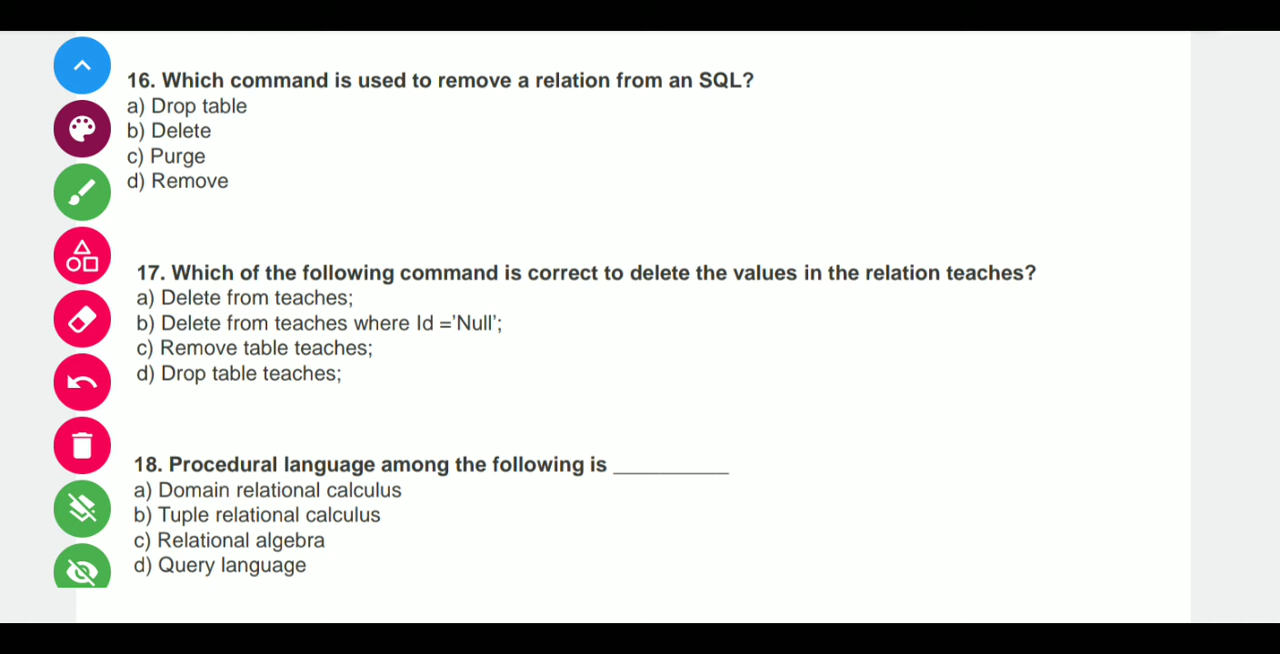 16. Which command is used to remove a relation from an SQL?
a) Drop table
b) Delete
c) Purge
d) Remove
17. Which of the following command is correct to delete the values in the relation teaches?
a) Delete from teaches;
b) Delete from teaches where Id =’Null’;
c) Remove table teaches;
d) Drop table teaches;
18. Procedural language among the following is __________
a) Domain relational calculus
b) Tuple relational calculus
c) Relational algebra
d) Query language